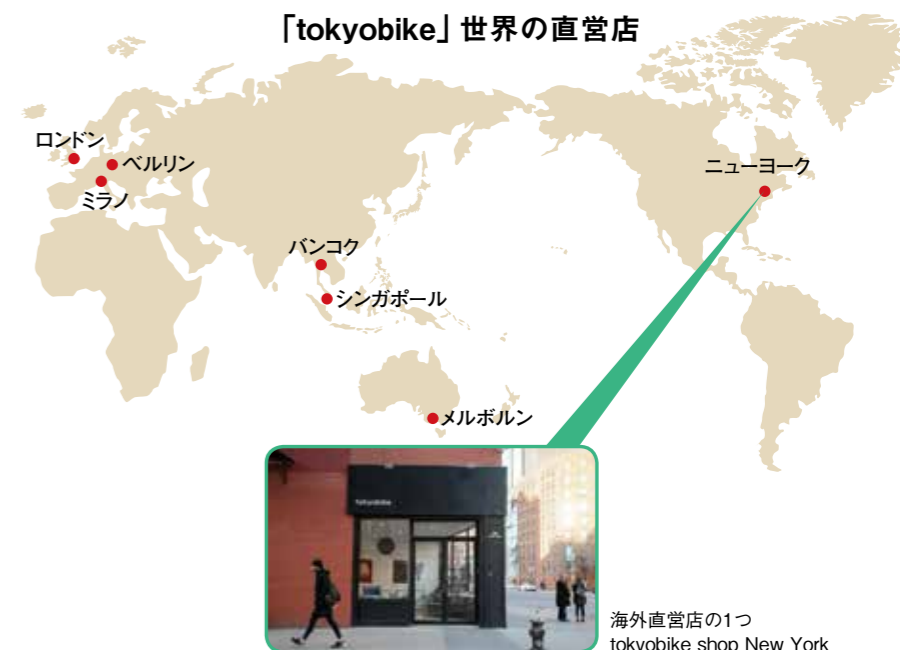 「tokyobike」世界の直営店
ロンドン
ベルリン
ミラノ
ニューヨーク
バンコク
シンガポール
メルボルン
tokyobike
海外直営店の1つ
tokyobike shop New York